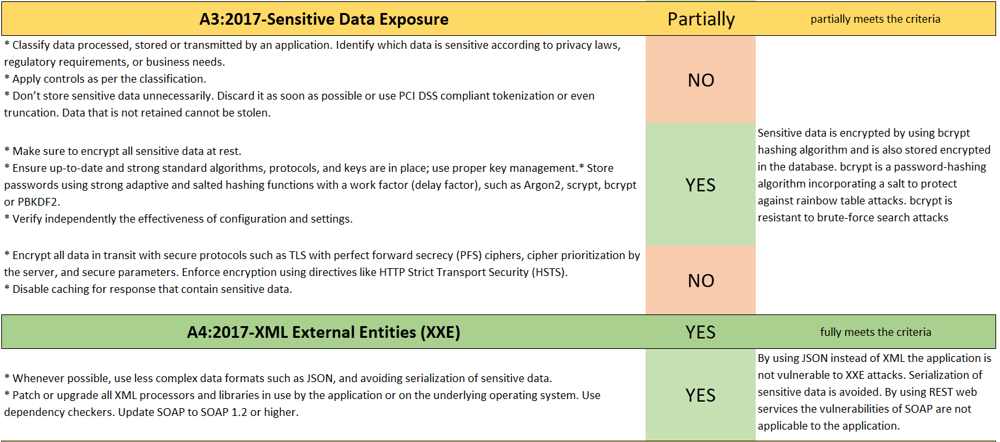 A3:2017-Sensitive Data Exposure
Partially
partially meets the criteria
* Classify data processed, stored or transmitted by an application. Identify which data is sensitive according to privacy laws,
regulatory requirements, or business needs.
* Apply controls as per the classification.
* Don’t store sensitive data unnecessarily. Discard it as soon as possible or use PCI DSS compliant tokenization or even
truncation. Data that is not retained cannot be stolen.
NO
* Make sure to encrypt all sensitive data at rest.
* Ensure up-to-date and strong standard algorithms, protocols, and keys are in place; use proper key management.* Store
passwords using strong adaptive and salted hashing functions with a work factor (delay factor), such as Argon2, scrypt, bcrypt
or PBKDF2.
* Verify independently the effectiveness of configuration and settings.
YES
Sensitive data is encrypted by using bcrypt
hashing algorithm and is also stored encrypted
in the database. bcrypt is a password-hashing
algorithm incorporating a salt to protect
against rainbow table attacks. bcrypt is
resistant to brute-force search attacks
* Encrypt all data in transit with secure protocols such as TLS with perfect forward secrecy (PFS) ciphers, cipher prioritization by
the server, and secure parameters. Enforce encryption using directives like HTTP Strict Transport Security (HSTS).
* Disable caching for response that contain sensitive data.
NO
A4:2017-XML External Entities (XXE)
YES
fully meets the criteria
* Whenever possible, use less complex data formats such as JSON, and avoiding serialization of sensitive data.
* Patch or upgrade all XML processors and libraries in use by the application or on the underlying operating system. Use
dependency checkers. Update SOAP to SOAP 1.2 or higher.
YES
By using JSON instead of XML the application is
not vulnerable to XXE attacks. Serialization of
sensitive data is avoided. By using REST web
services the vulnerabilities of SOAP are not
applicable to the application.